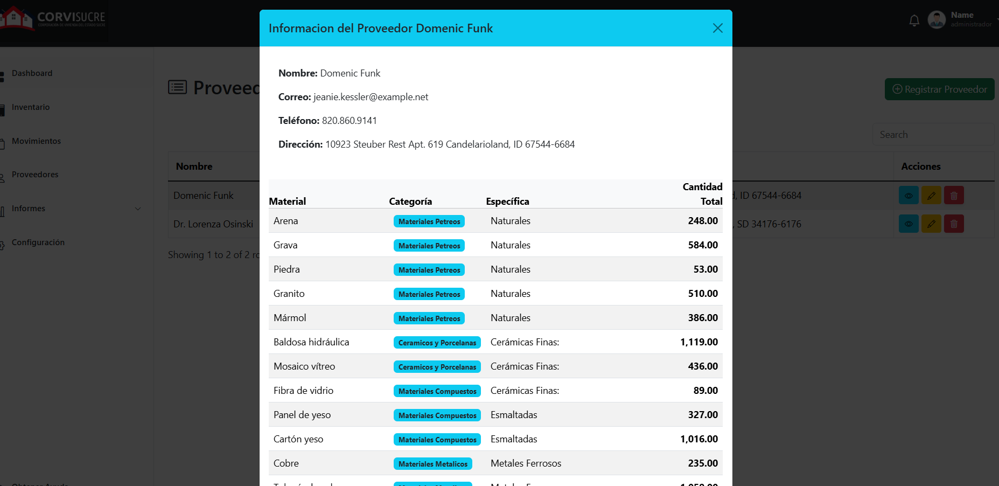 CORVISUCRE
CORPORACIÓN DE VIVIENDA DEL ESTADO SUCRE
Name
administrador
Dashboard
Inventario
Movimientos
Proveedores
Informes
Configuración
Proveed
Registrar Proveedor
Search
Nombre
Acciones
Domenic Funk
, ID 67544-6684
Dr. Lorenza Osinski
, SD 34176-6176
Showing 1 to 2 of 2 ro
Informacion del Proveedor Domenic Funk
Nombre: Domenic Funk
Correo: jeanie.kessler@example.net
Teléfono: 820.860.9141
Dirección: 10923 Steuber Rest Apt. 619 Candelarioland, ID 67544-6684
Material Categoría Específica Cantidad Total
Arena Materiales Petreos Naturales 248.00
Grava Materiales Petreos Naturales 584.00
Piedra Materiales Petreos Naturales 53.00
Granito Materiales Petreos Naturales 510.00
Mármol Materiales Petreos Naturales 386.00
Baldosa hidráulica Ceramicos y Porcelanas Cerámicas Finas: 1,119.00
Mosaico vítreo Ceramicos y Porcelanas Cerámicas Finas: 436.00
Fibra de vidrio Materiales Compuestos Cerámicas Finas: 89.00
Panel de yeso Materiales Compuestos Esmaltadas 327.00
Cartón yeso Materiales Compuestos Esmaltadas 1,016.00
Cobre Materiales Metalicos Metales Ferrosos 235.00